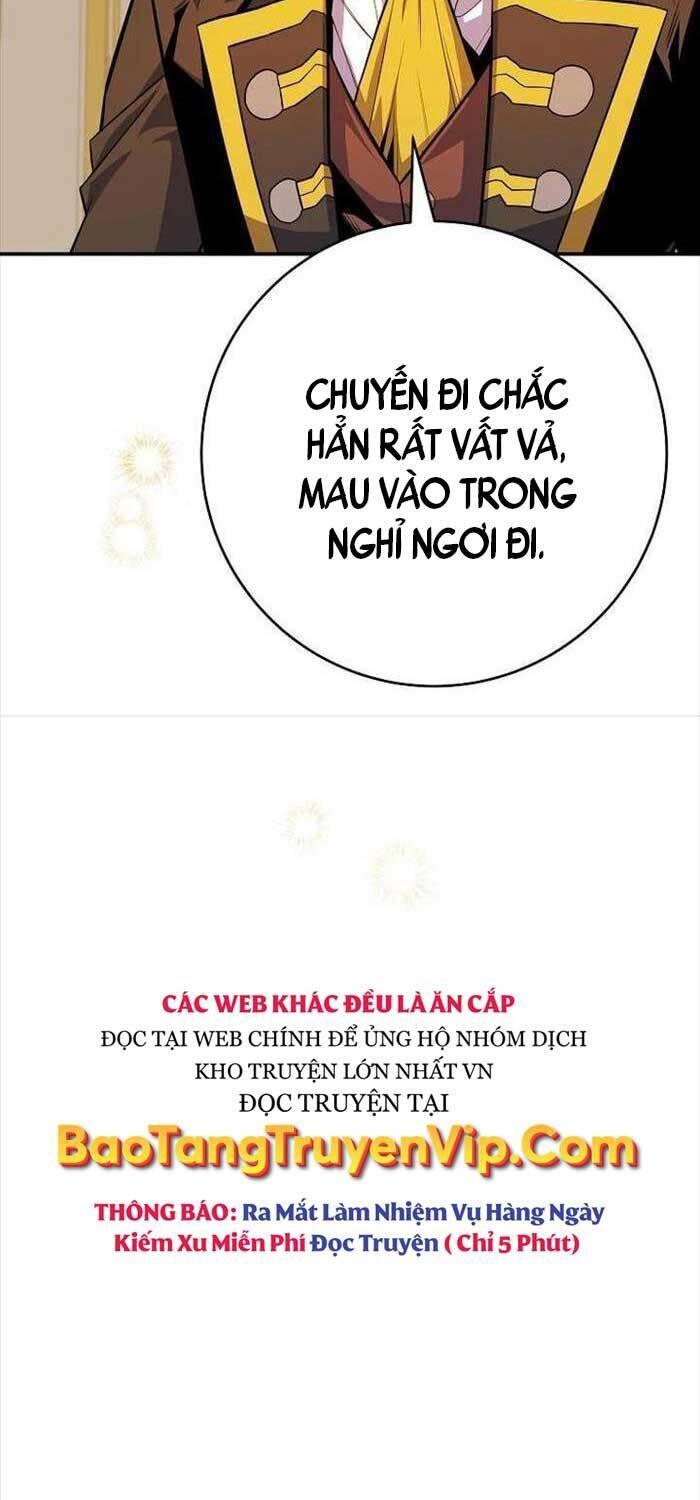 CHUYẾN ĐI CHẮC
HẲN RẤT VẤT VẢ,
MAU VÀO TRONG
NGHỈ NGƠI ĐI.
CÁC WEB KHÁC ĐỀU LÀ ĂN CẮP
ĐỌC TẠI WEB CHÍNH ĐỂ ỦNG HỘ NHÓM DỊCH
KHO TRUYỆN LỚN NHẤT VN
ĐỌC TRUYỆN TẠI
BaoTangTruyenVip.Com
THÔNG BÁO: Ra Mắt Làm Nhiệm Vụ Hàng Ngày
Kiếm Xu Miễn Phí Đọc Truyện ( Chỉ 5 Phút)